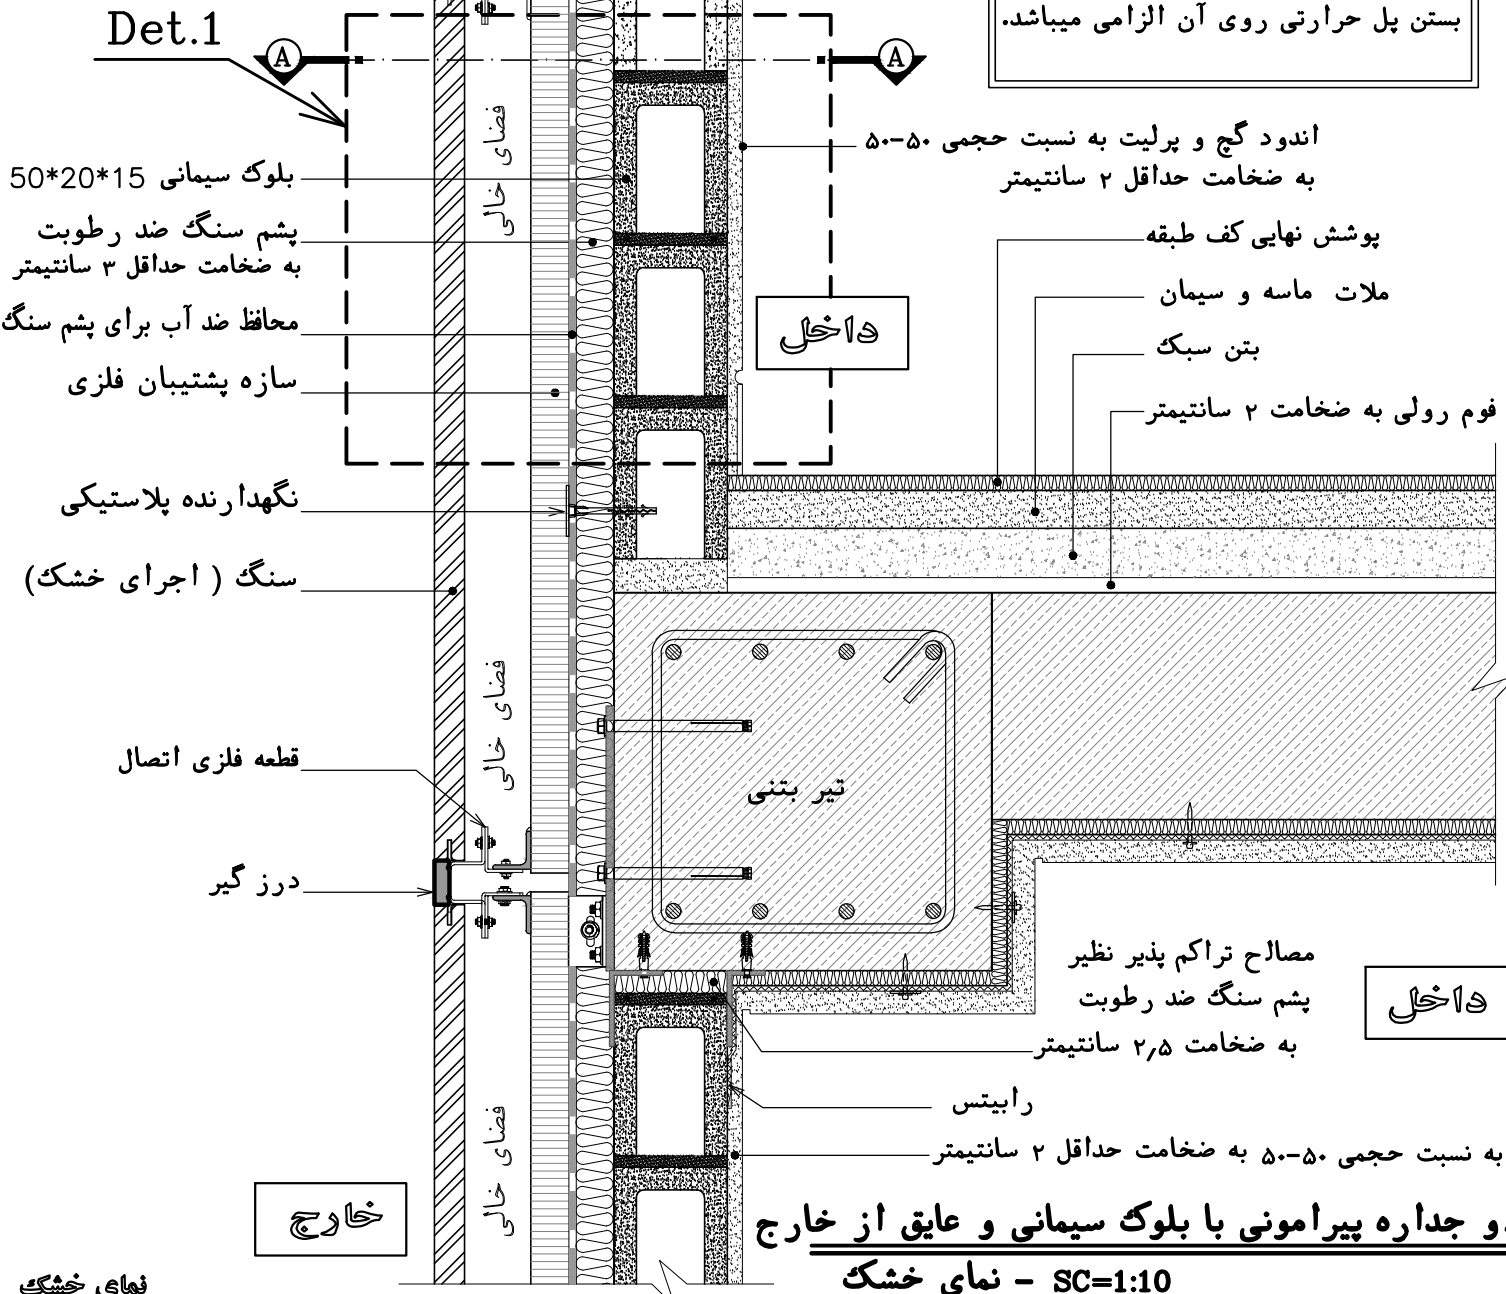 بستن پل حرارتی روی آن الزامی میباشد.
Det.1
A
A
اندود گچ و پرلیت به نسبت حجمی ۵۰-۵۰
به ضخامت حداقل ۲ سانتیمتر
پوشش نهایی کف طبقه
ملات ماسه و سیمان
بتن سبک
فوم رولی به ضخامت ۲ سانتیمتر
داخل
فضای خالی
بلوک سیمانی 15*20*50
پشم سنگ ضد رطوبت
به ضخامت حداقل ۳ سانتیمتر
محافظ ضد آب برای پشم سنگ
سازه پشتیبان فلزی
نگهدارنده پلاستیکی
سنگ ( اجرای خشک)
فضای خالی
قطعه فلزی اتصال
درز گیر
تیر بتنی
مصالح تراکم پذیر نظیر
پشم سنگ ضد رطوبت
به ضخامت ۲,۵ سانتیمتر
داخل
رابیتس
به نسبت حجمی ۵۰-۵۰ به ضخامت حداقل ۲ سانتیمتر
فضای خالی
خارج
و جداره پیرامونی با بلوک سیمانی و عایق از خارج
نمای خشک - SC=1:10
نمای خشک